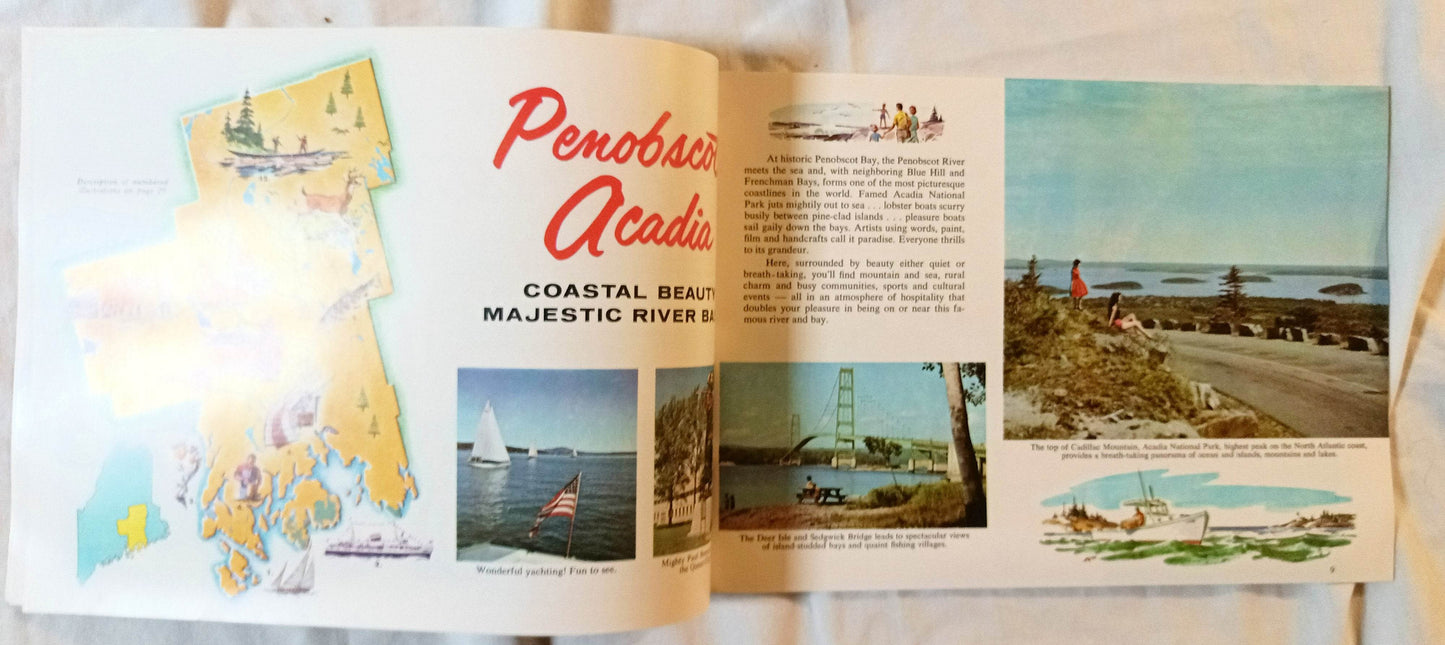 Description of numbered
illustrations on page 25
Penobsco
Acadia
COASTAL BEAUTY
MAJESTIC RIVER BA
Wonderful yachting! Fun to see.
Mighty Paul
the
At historic Penobscot Bay, the Penobscot River
meets the sea and, with neighboring Blue Hill and
Frenchman Bays, forms one of the most picturesque
coastlines in the world. Famed Acadia National
Park juts mightily out to sea . . . lobster boats scurry
busily between pine-clad islands . . . pleasure boats
sail gaily down the bays. Artists using words, paint,
film and handcrafts call it paradise. Everyone thrills
to its grandeur.
Here, surrounded by beauty either quiet or
breath-taking, you'll find mountain and sea, rural
charm and busy communities, sports and cultural
events — all in an atmosphere of hospitality that
doubles your pleasure in being on or near this fa-
mous river and bay.
The Deer Isle and Sedgwick Bridge leads to spectacular views
of island-studded bays and quaint fishing villages.
The top of Cadillac Mountain, Acadia National Park, highest peak on the North Atlantic coast,
provides a breath-taking panorama of ocean and islands, mountains and lakes.
9